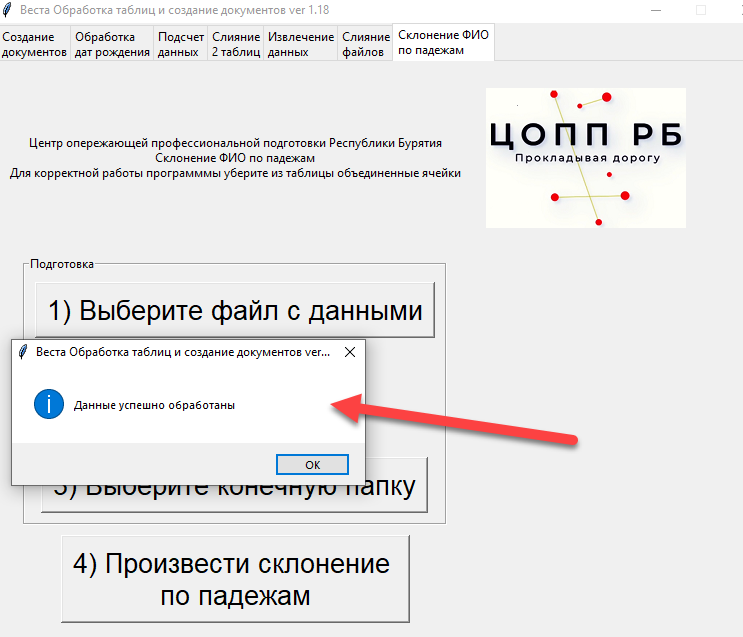 Веста Обработка таблиц и создание документов ver 1.18
Создание
документов
Обработка
дат рождения
Подсчет
данных
Слияние
2 таблиц
Извлечение
данных
Слияние
файлов
Склонение ФИО
по падежам
Центр опережающей профессиональной подготовки Республики Бурятия
Склонение ФИО по падежам
Для корректной работы программмы уберите из таблицы объединенные ячейки
ЦОПП РБ
Прокладывая дорогу
Подготовка
1) Выберите файл с данными
Веста Обработка таблиц и создание документов ver...
Данные успешно обработаны
OK
3) Выберите конечную папку
4) Произвести склонение
по падежам